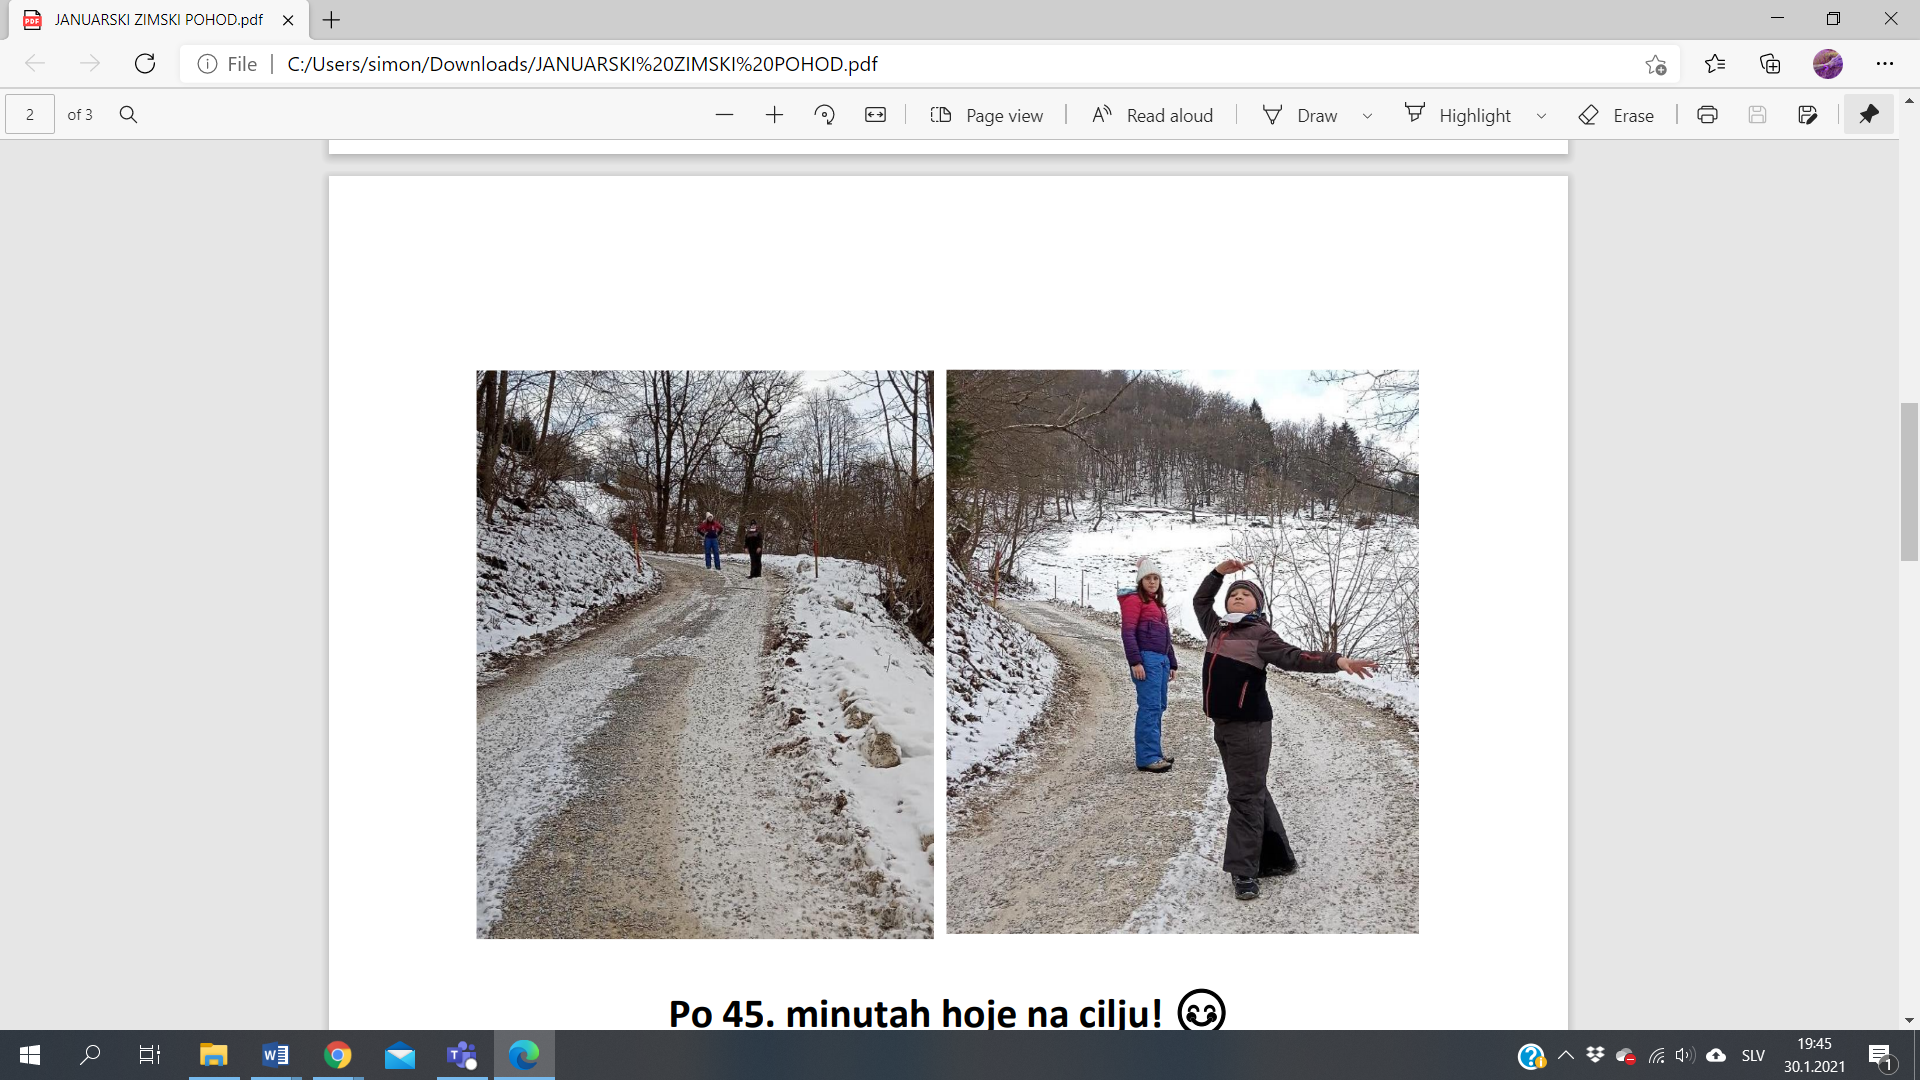 JANUARSKI ZIMSKI POHOD.pdf
File
C:/Users/simon/Downloads/JANUARSKI%20ZIMSKI%20POHOD.pdf
2 of 3
Page view
Read aloud
Draw
Highlight
Erase
Po 45. minutah hoje na cilju! 😊
SLV
19:45
30.1.2021
1